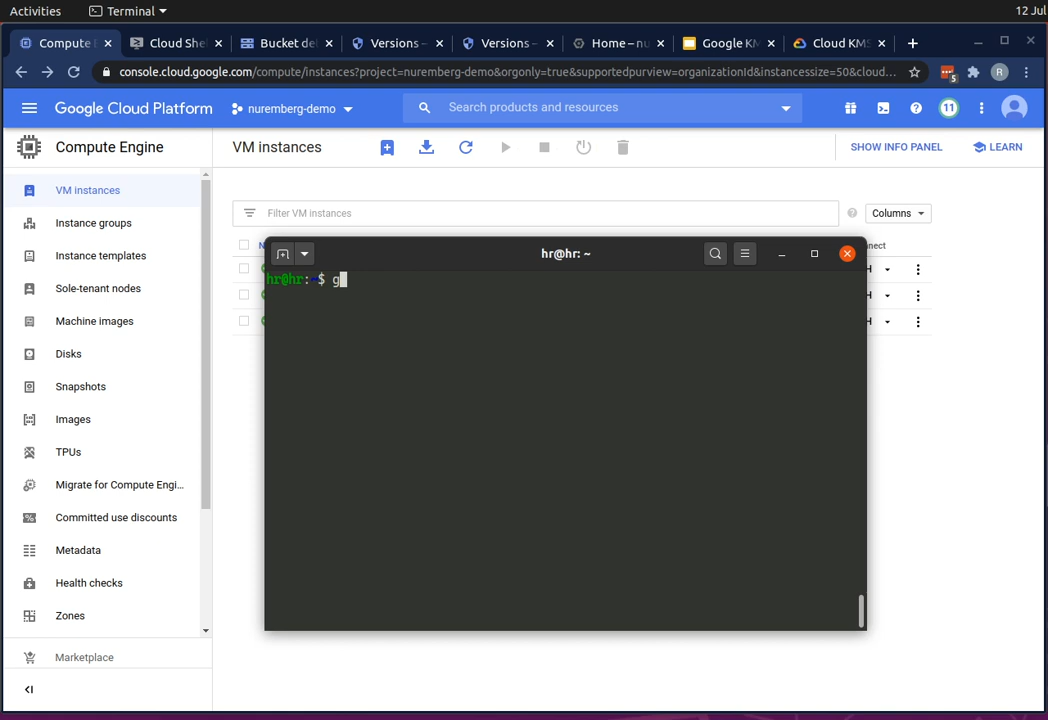 Activities Terminal 12 Jul
Compute E Cloud She Bucket de Versions – Versions – Home – nu Google KM Cloud KMS
console.cloud.google.com/compute/instances?project=nuremberg-demo&orgonly=true&supportedpurview=organizationId&instancessize=50&cloud... 5 R
Google Cloud Platform nuremberg-demo Search products and resources 11
Compute Engine VM instances SHOW INFO PANEL LEARN
VM instances
Instance groups Filter VM instances Columns
N nect
Instance templates hr@hr: ~
H
hr@hr:~$ g
Sole-tenant nodes H
Machine images H
Disks
Snapshots
Images
TPUs
Migrate for Compute Engi...
Committed use discounts
Metadata
Health checks
Zones
Marketplace